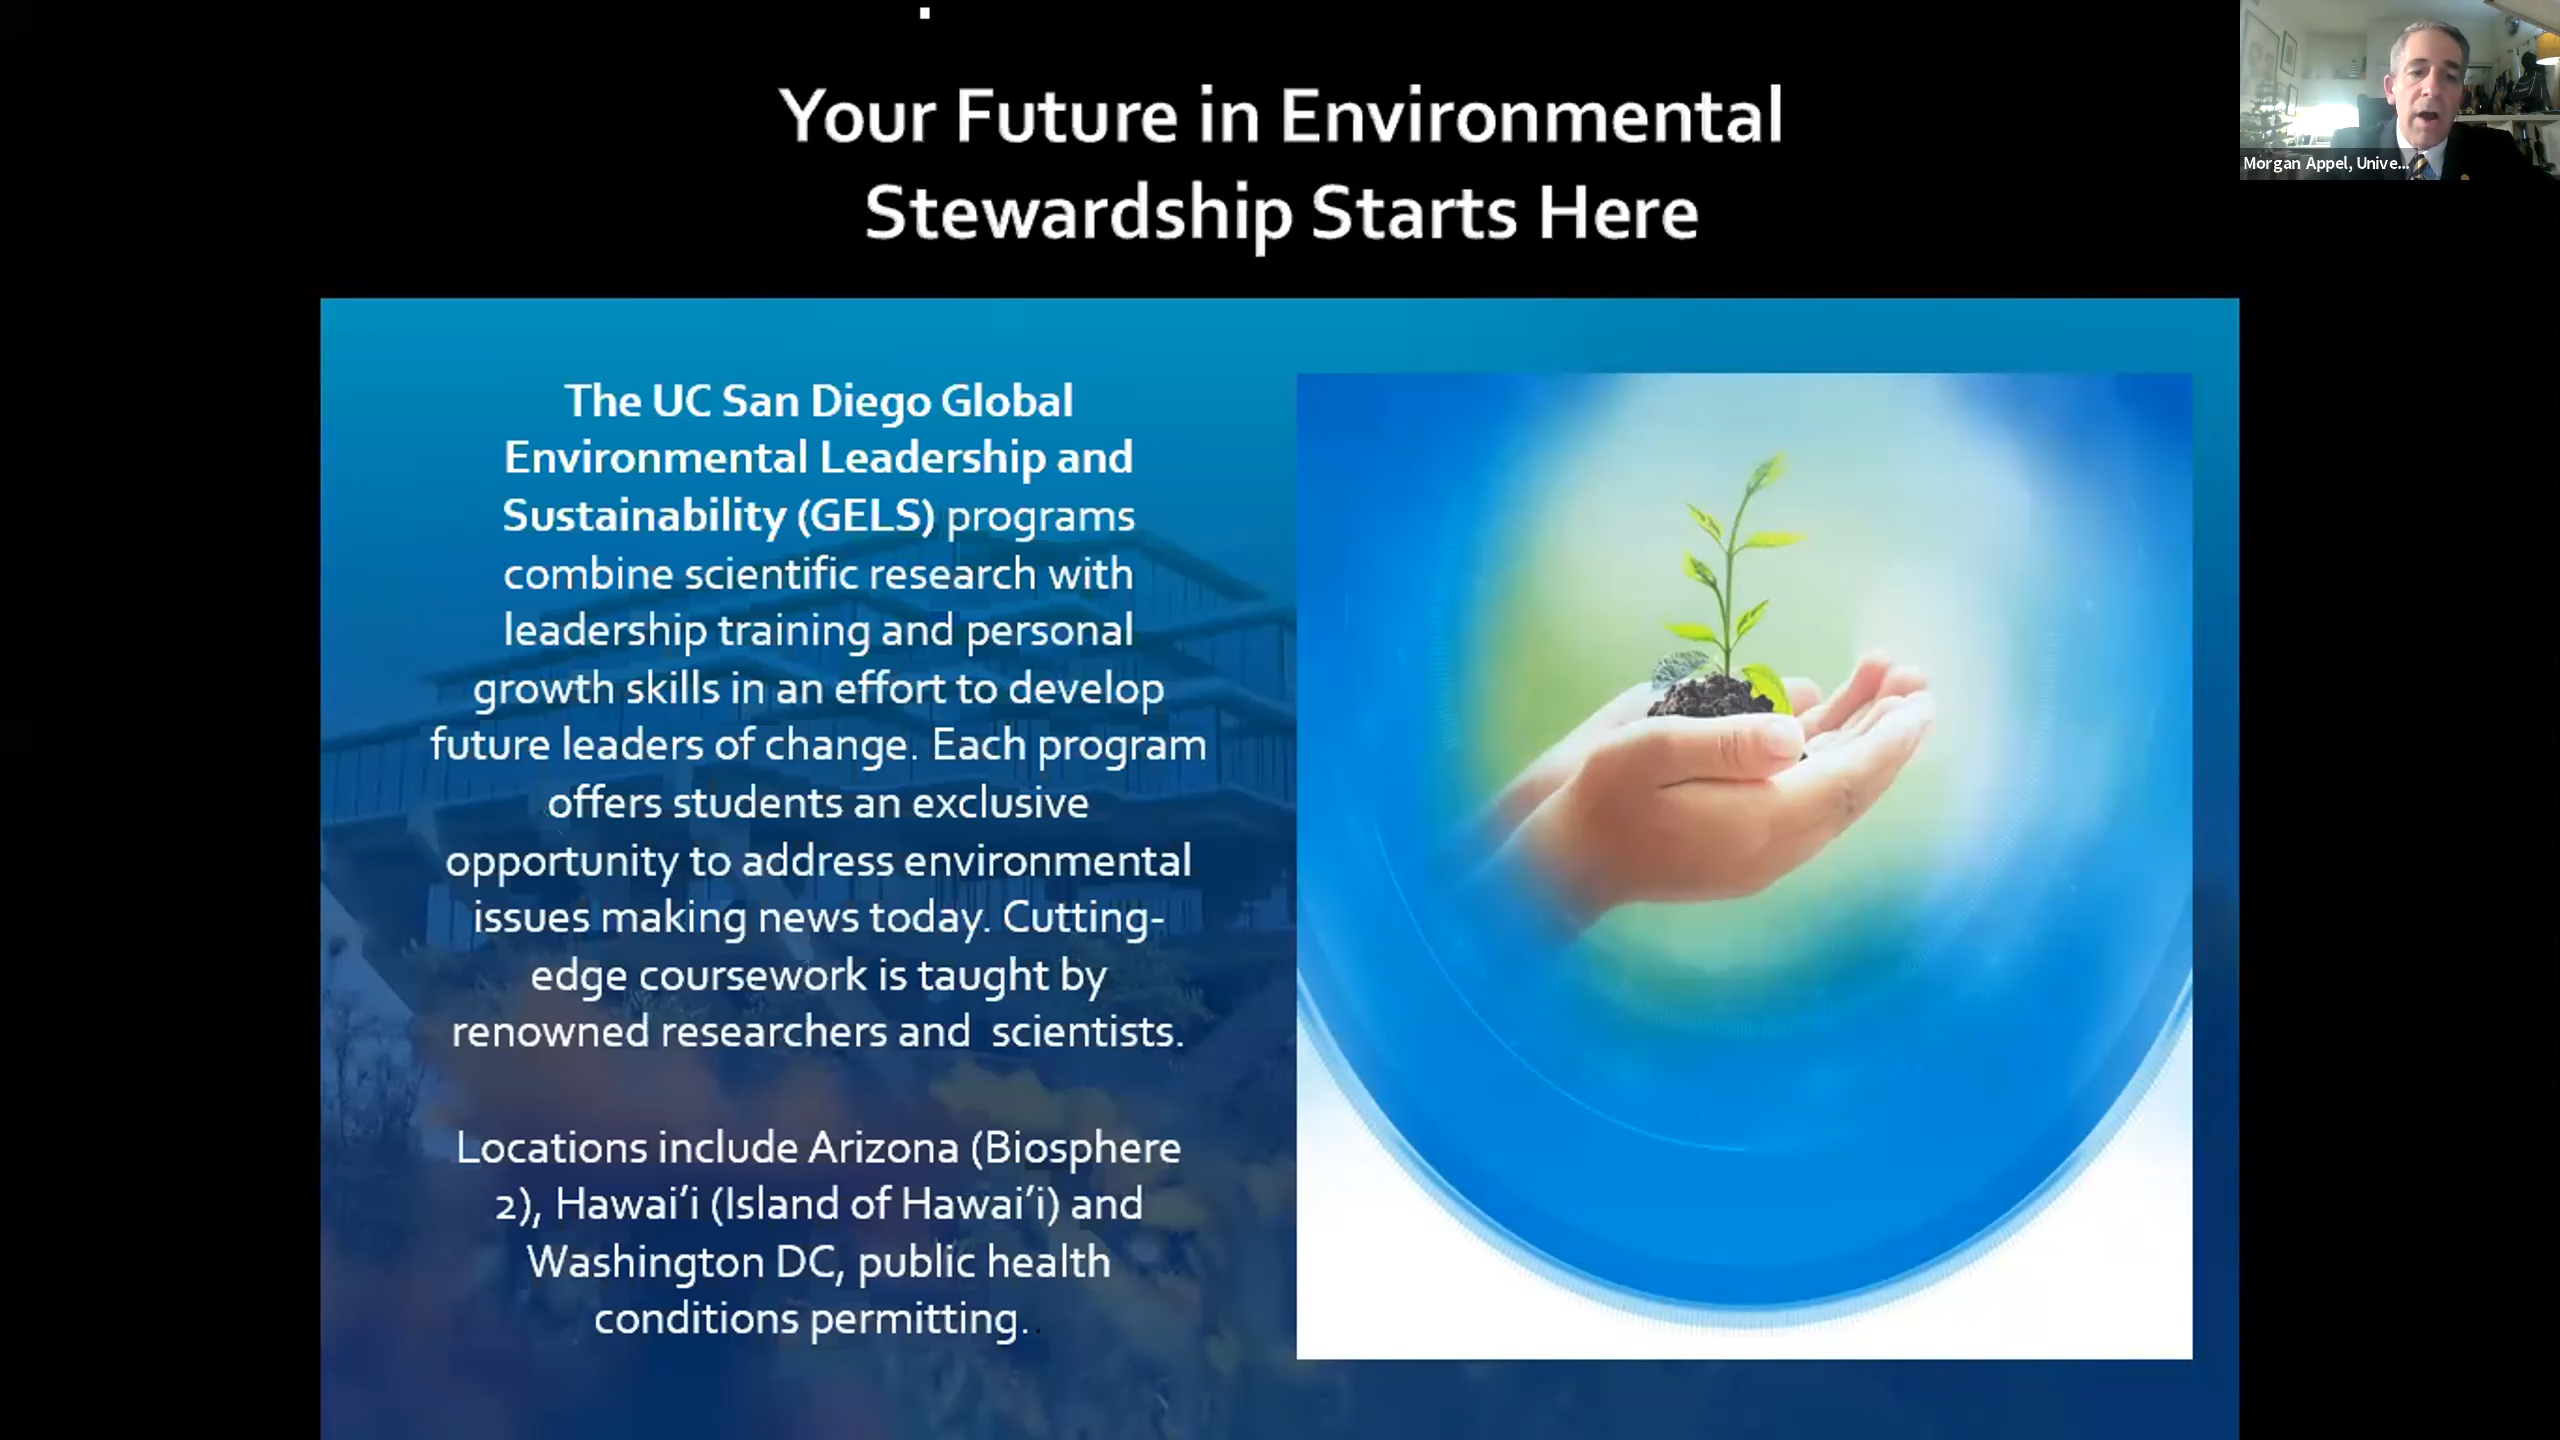 Your Future in Environmental
Stewardship Starts Here
Morgan Appel, Unive...
The UC San Diego Global
Environmental Leadership and
Sustainability (GELS) programs
combine scientific research with
leadership training and personal
growth skills in an effort to develop
future leaders of change. Each program
offers students an exclusive
opportunity to address environmental
issues making news today. Cutting-
edge coursework is taught by
renowned researchers and scientists.
Locations include Arizona (Biosphere
2), Hawai’i (Island of Hawai’i) and
Washington DC, public health
conditions permitting..